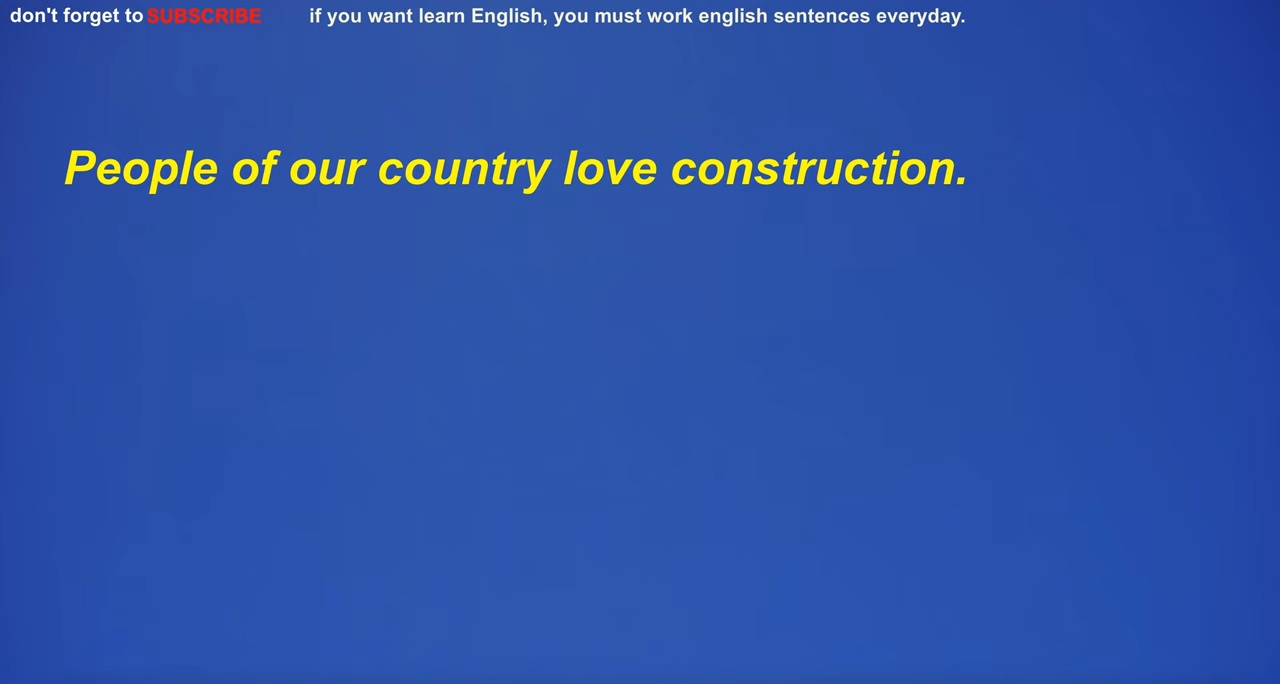 don't forget to SUBSCRIBE if you want learn English, you must work english sentences everyday.
People of our country love construction.